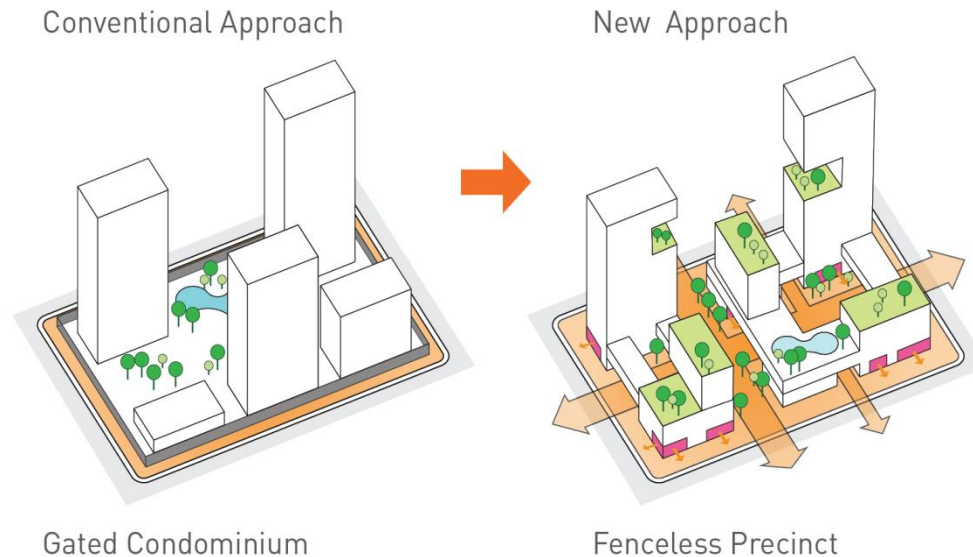 Conventional Approach
New Approach
Gated Condominium
Fenceless Precinct